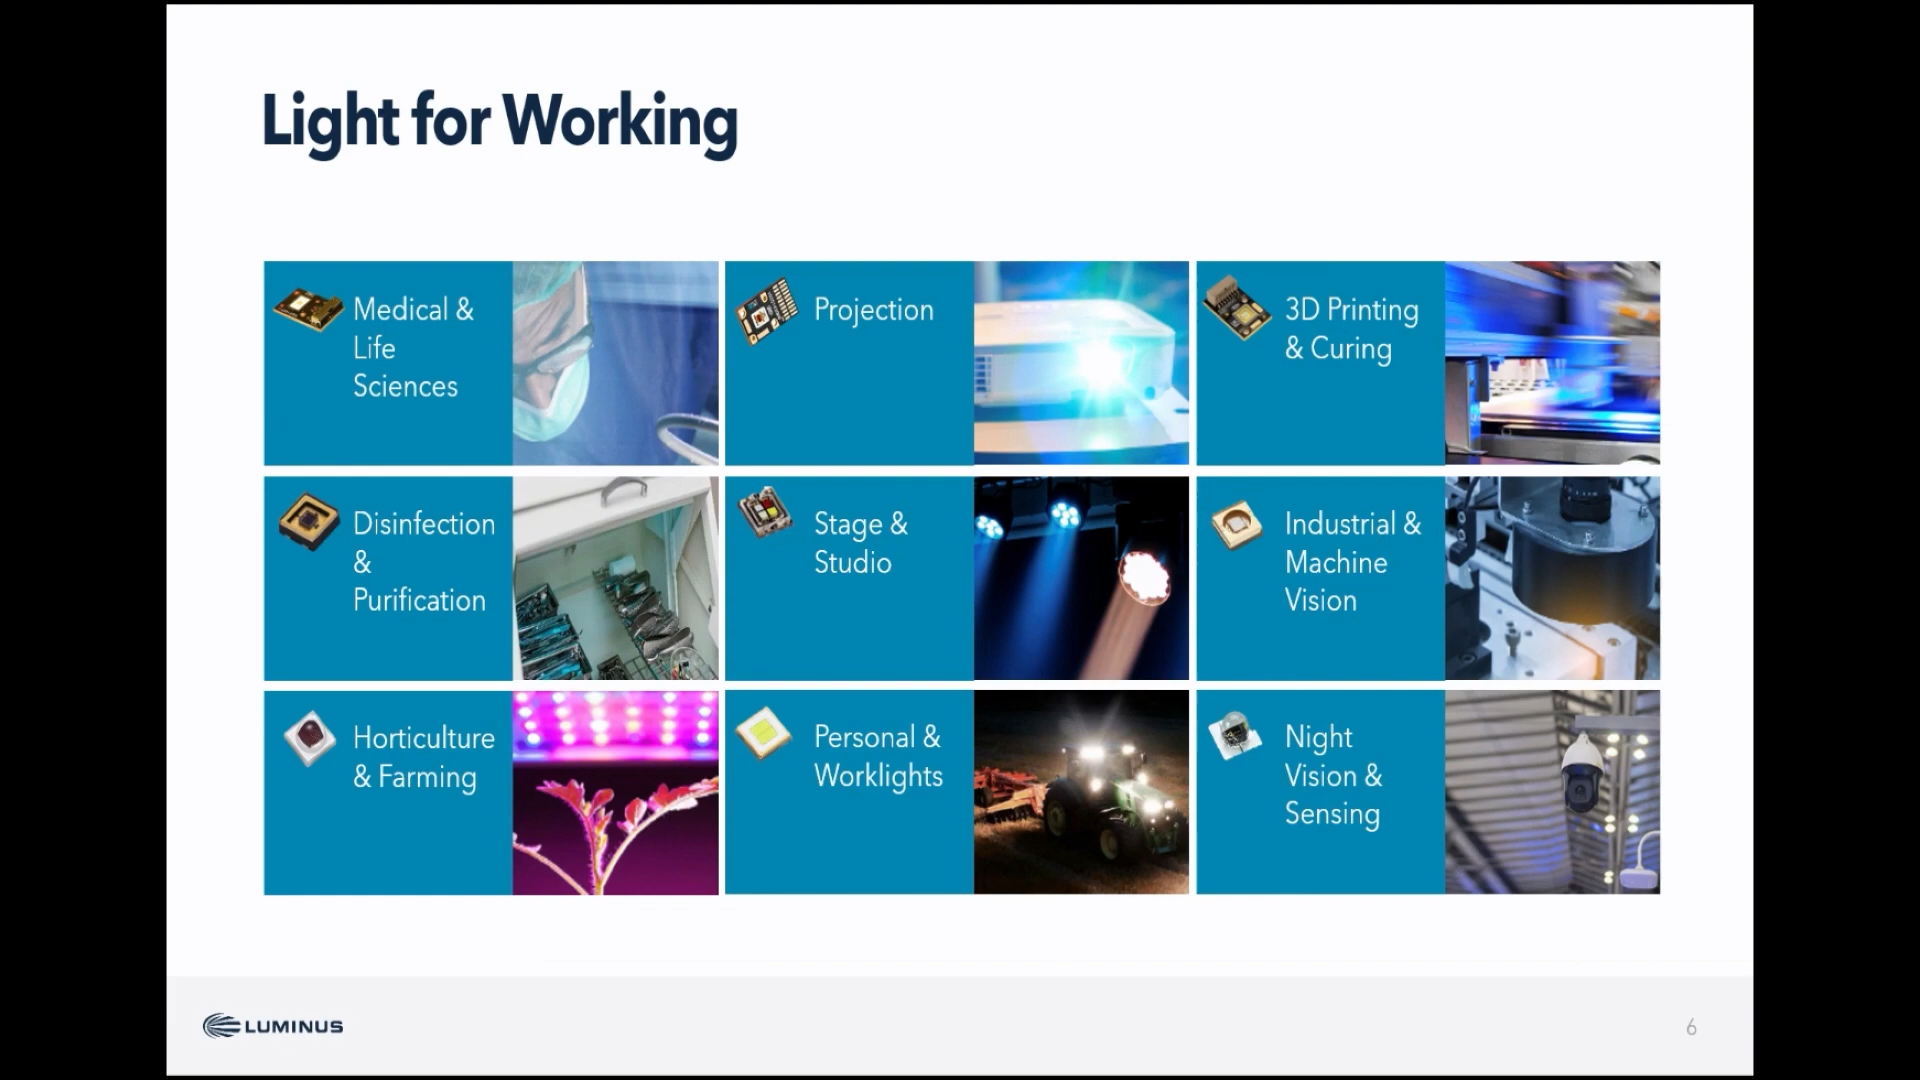 Light for Working
Medical &
Life
Sciences
Projection
3D Printing
& Curing
Disinfection
&
Purification
Stage &
Studio
Industrial &
Machine
Vision
Horticulture
& Farming
Personal &
Worklights
Night
Vision &
Sensing
LUMINUS
6